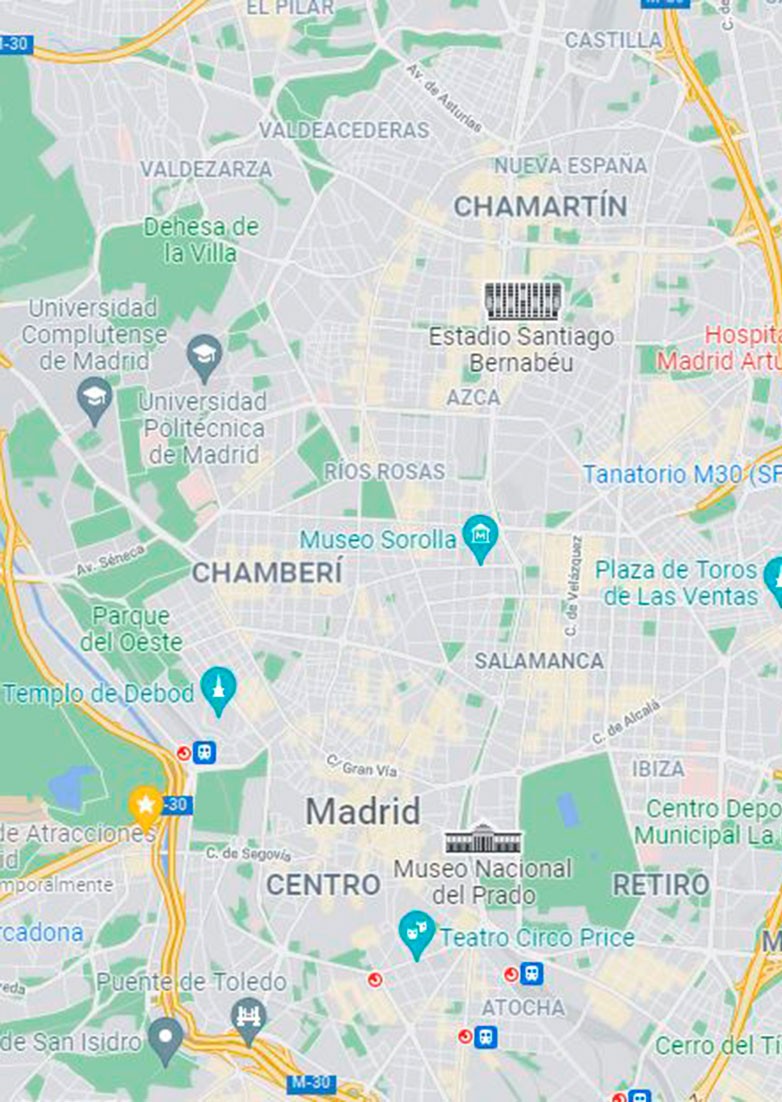 EL PILAR
M-30
-30
CASTILLA
C. de
Av. de Asturias
VALDEACEDERAS
VALDEZARZA
NUEVA ESPAÑA
CHAMARTÍN
Dehesa de
la Villa
Universidad
Complutense
de Madrid
Estadio Santiago
Bernabéu
Hospita
Madrid Artu
Universidad
Politécnica
de Madrid
AZCA
RÍOS ROSAS
Tanatorio M30 (SF
Museo Sorolla
Av. Séneca
CHAMBERÍ
C. de Velázquez
Plaza de Toros
de Las Ventas
Parque
del Oeste
SALAMANCA
Templo de Debod
C. de Alcalá
C/ Gran Vía
IBIZA
-30
Madrid
Centro Depo
Municipal La
de Atracciones
id
C. de Segovia
Museo Nacional
del Prado
CENTRO
RETIRO
mporalmente
rcadona
Teatro Circo Price
M
Puente de Toledo
eda
ATOCHA
de San Isidro
Cerro del Tí
M-30